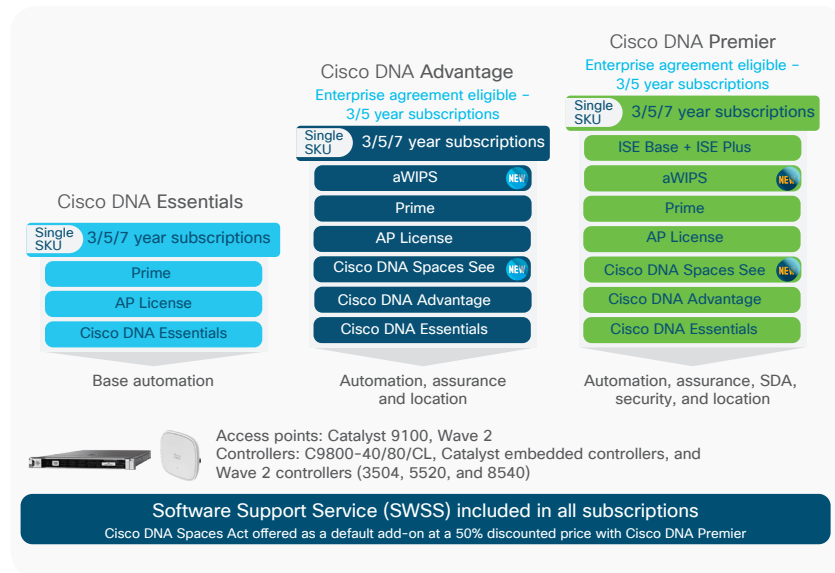 Cisco DNA Essentials
Single
SKU
3/5/7 year subscriptions
Prime
AP License
Cisco DNA Essentials
Base automation
Cisco DNA Advantage
Enterprise agreement eligible –
3/5 year subscriptions
Single
SKU
3/5/7 year subscriptions
aWIPS
NEW
Prime
AP License
Cisco DNA Spaces See
NEW
Cisco DNA Advantage
Cisco DNA Essentials
Automation, assurance
and location
Cisco DNA Premier
Enterprise agreement eligible –
3/5 year subscriptions
Single
SKU
3/5/7 year subscriptions
ISE Base + ISE Plus
aWIPS
NEW
Prime
AP License
Cisco DNA Spaces See
NEW
Cisco DNA Advantage
Cisco DNA Essentials
Automation, assurance, SDA,
security, and location
Access points: Catalyst 9100, Wave 2
Controllers: C9800-40/80/CL, Catalyst embedded controllers, and
Wave 2 controllers (3504, 5520, and 8540)
Software Support Service (SWSS) included in all subscriptions
Cisco DNA Spaces Act offered as a default add-on at a 50% discounted price with Cisco DNA Premier